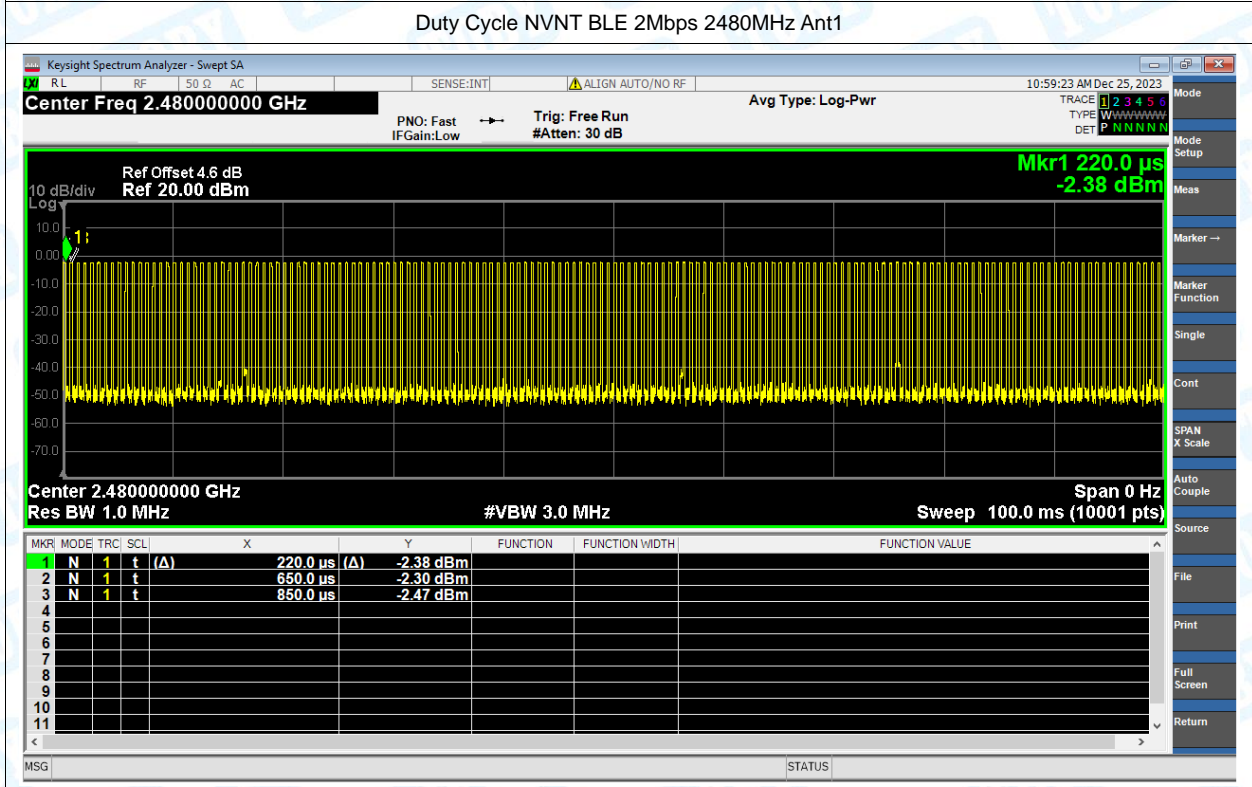 Duty Cycle NVNT BLE 2Mbps 2480MHz Ant1
Keysight Spectrum Analyzer - Swept SA
LXI RL RF 50 Ω AC SENSE:INT ALIGN AUTO/NO RF 10:59:23 AM Dec 25, 2023
Center Freq 2.480000000 GHz
PNO: Fast
IFGain:Low
Trig: Free Run
#Atten: 30 dB
Avg Type: Log-Pwr
TRACE 1 2 3 4 5 6
TYPE WWWWWW
DET P N N N N N
Ref Offset 4.6 dB
10 dB/div Ref 20.00 dBm
Log
Mkr1 220.0 µs
-2.38 dBm
10.0
1
0.00
-10.0
-20.0
-30.0
-40.0
-50.0
-60.0
-70.0
Center 2.480000000 GHz Span 0 Hz
Res BW 1.0 MHz #VBW 3.0 MHz Sweep 100.0 ms (10001 pts)
MKR MODE TRC SCL X Y FUNCTION FUNCTION WIDTH FUNCTION VALUE
1 N 1 t (Δ) 220.0 µs (Δ) -2.38 dBm
2 N 1 t 650.0 µs -2.30 dBm
3 N 1 t 850.0 µs -2.47 dBm
4
5
6
7
8
9
10
11
MSG STATUS
Mode
Mode
Setup
Meas
Marker →
Marker
Function
Single
Cont
SPAN
X Scale
Auto
Couple
Source
File
Print
Full
Screen
Return